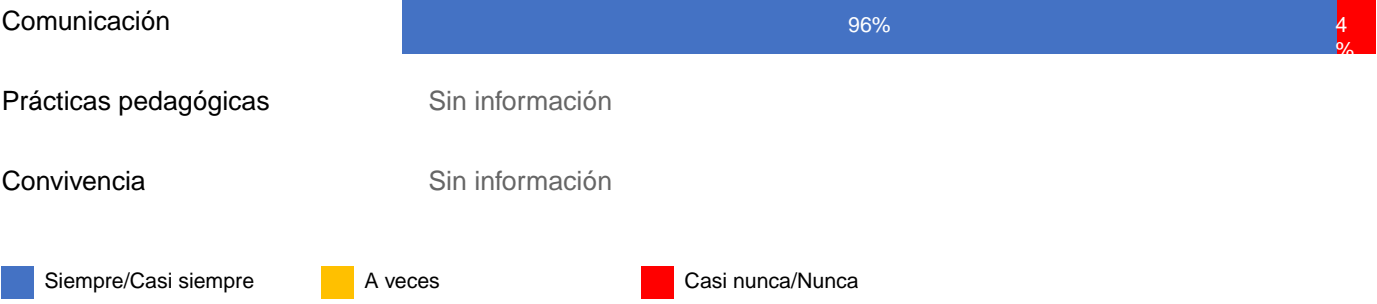 Comunicación 96% 4
%
Prácticas pedagógicas Sin información
Convivencia Sin información
Siempre/Casi siempre A veces Casi nunca/Nunca